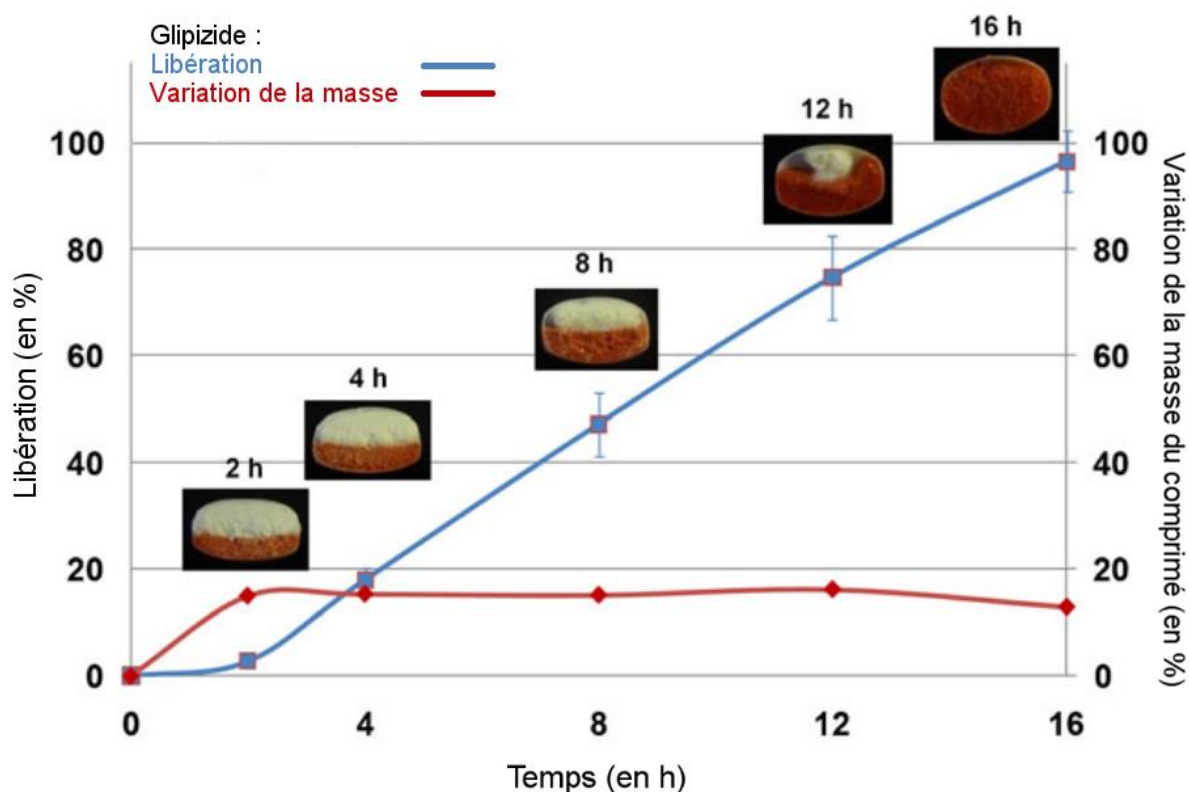 Glipizide :
Libération
Variation de la masse
16 h
12 h
8 h
4 h
2 h
Libération (en %)
100
80
60
40
20
0
100
80
60
40
20
0
Variation de la masse du comprimé (en %)
0 4 8 12 16
Temps (en h)